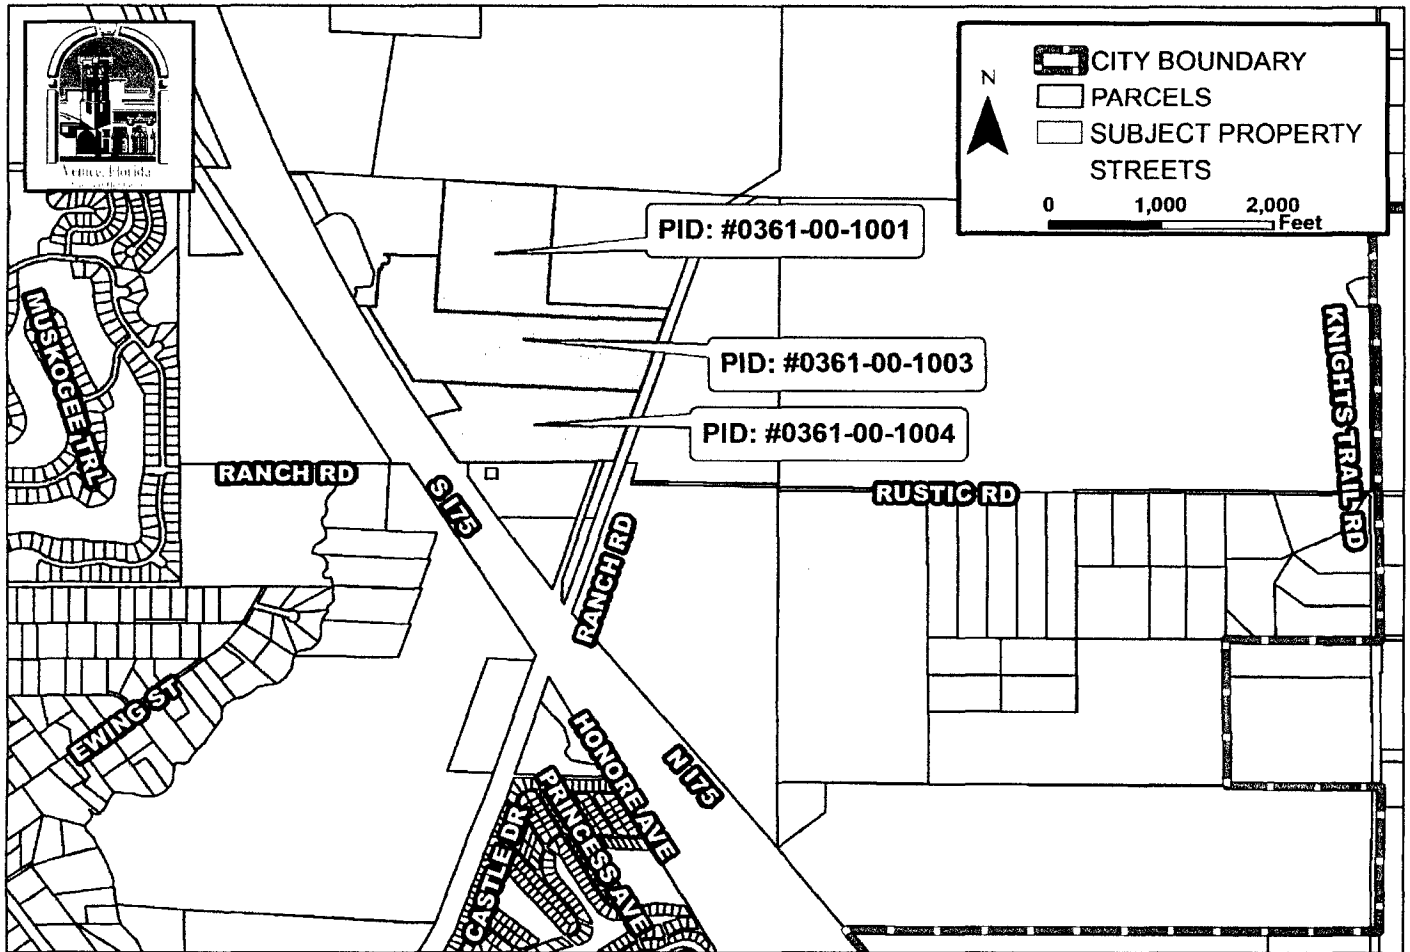 Venice, Florida
N
CITY BOUNDARY
PARCELS
SUBJECT PROPERTY
STREETS
0 1,000 2,000
Feet
PID: #0361-00-1001
PID: #0361-00-1003
PID: #0361-00-1004
MUSKOGEE TRL
KNIGHTS TRAIL RD
RANCH RD
S I 75
RUSTIC RD
RANCH RD
EWING ST
HONORE AVE
N I 75
PRINCESS AVE
CASTLE DR